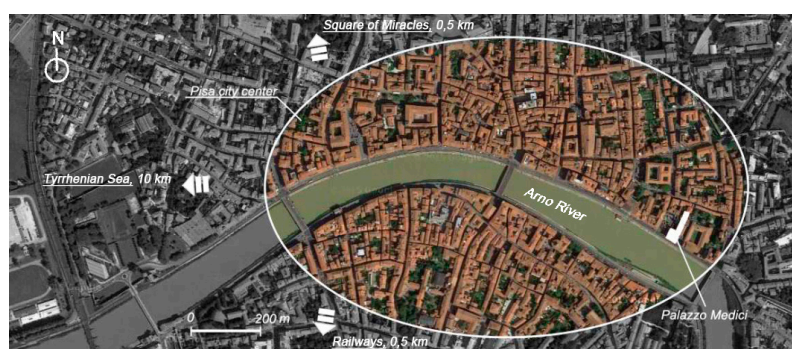 Square of Miracles, 0,5 km
N
Pisa city center
Tyrrhenian Sea, 10 km
Arno River
0 200 m
Palazzo Medici
Railways, 0,5 km